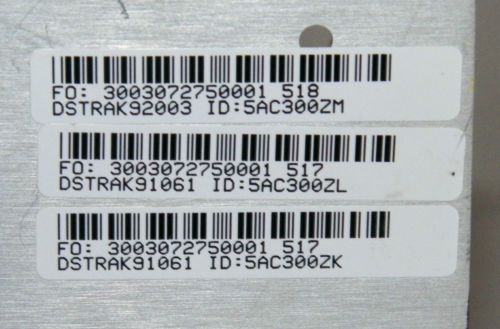 FO: 3003072750001 518
DSTRAK92003 ID:5AC300ZM
FO: 3003072750001 517
DSTRAK91061 ID:5AC300ZL
FO: 3003072750001 517
DSTRAK91061 ID:5AC300ZK